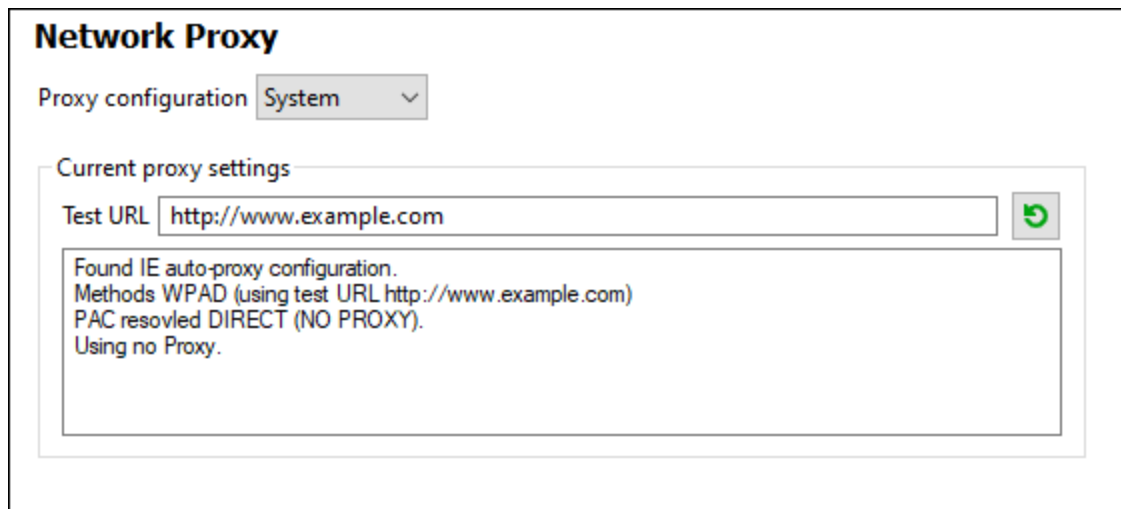 Network Proxy
Proxy configuration System
Current proxy settings
Test URL http://www.example.com
Found IE auto-proxy configuration.
Methods WPAD (using test URL http://www.example.com)
PAC resovled DIRECT (NO PROXY).
Using no Proxy.